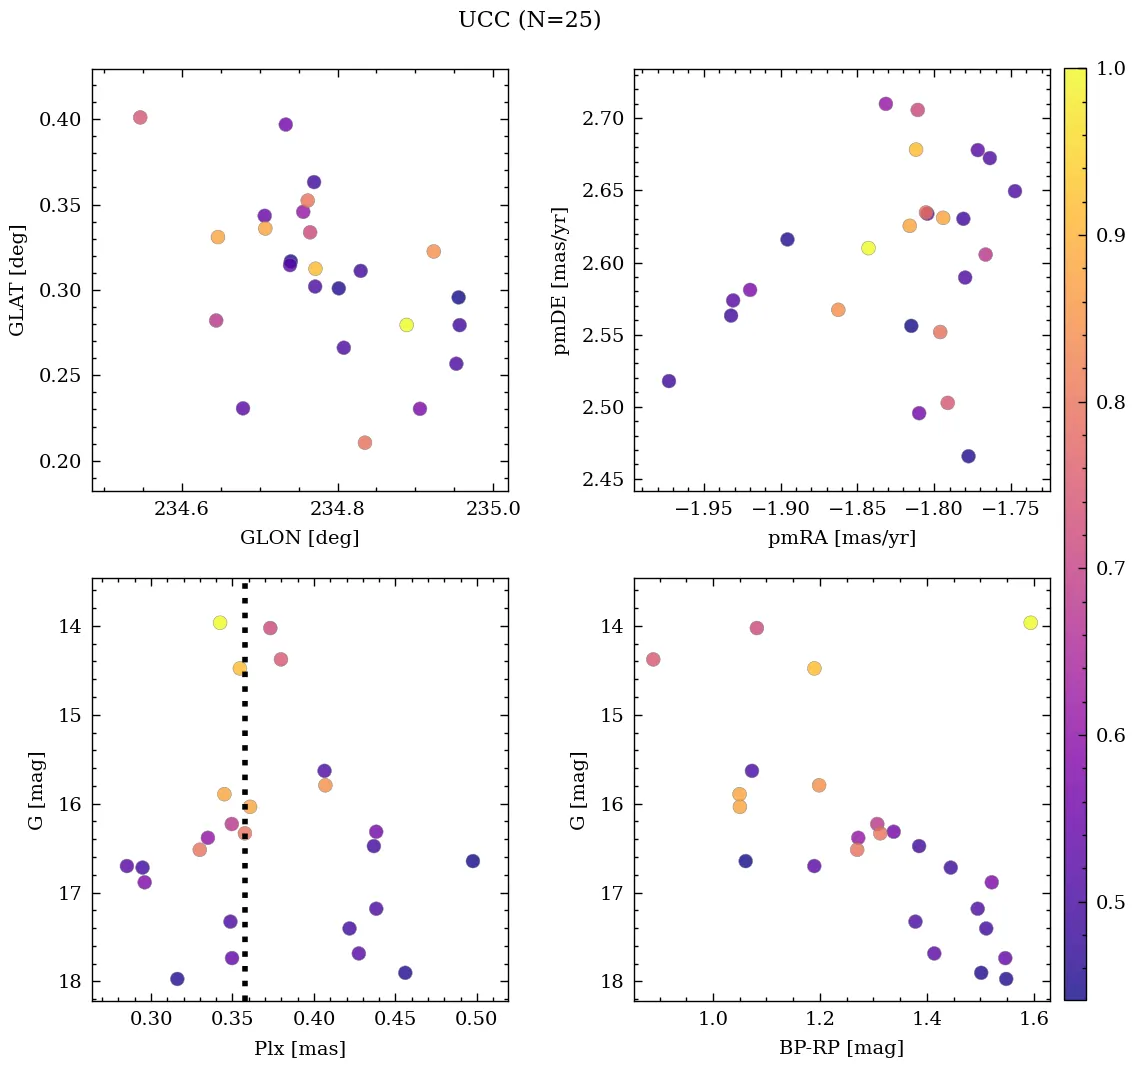 UCC (N=25)
0.40
0.35
0.30
0.25
0.20
GLAT [deg]
234.6 234.8 235.0
GLON [deg]
2.70
2.65
2.60
2.55
2.50
2.45
pmDE [mas/yr]
−1.95 −1.90 −1.85 −1.80 −1.75
pmRA [mas/yr]
14
15
16
17
18
G [mag]
0.30 0.35 0.40 0.45 0.50
Plx [mas]
14
15
16
17
18
G [mag]
1.0 1.2 1.4 1.6
BP-RP [mag]
1.0
0.9
0.8
0.7
0.6
0.5